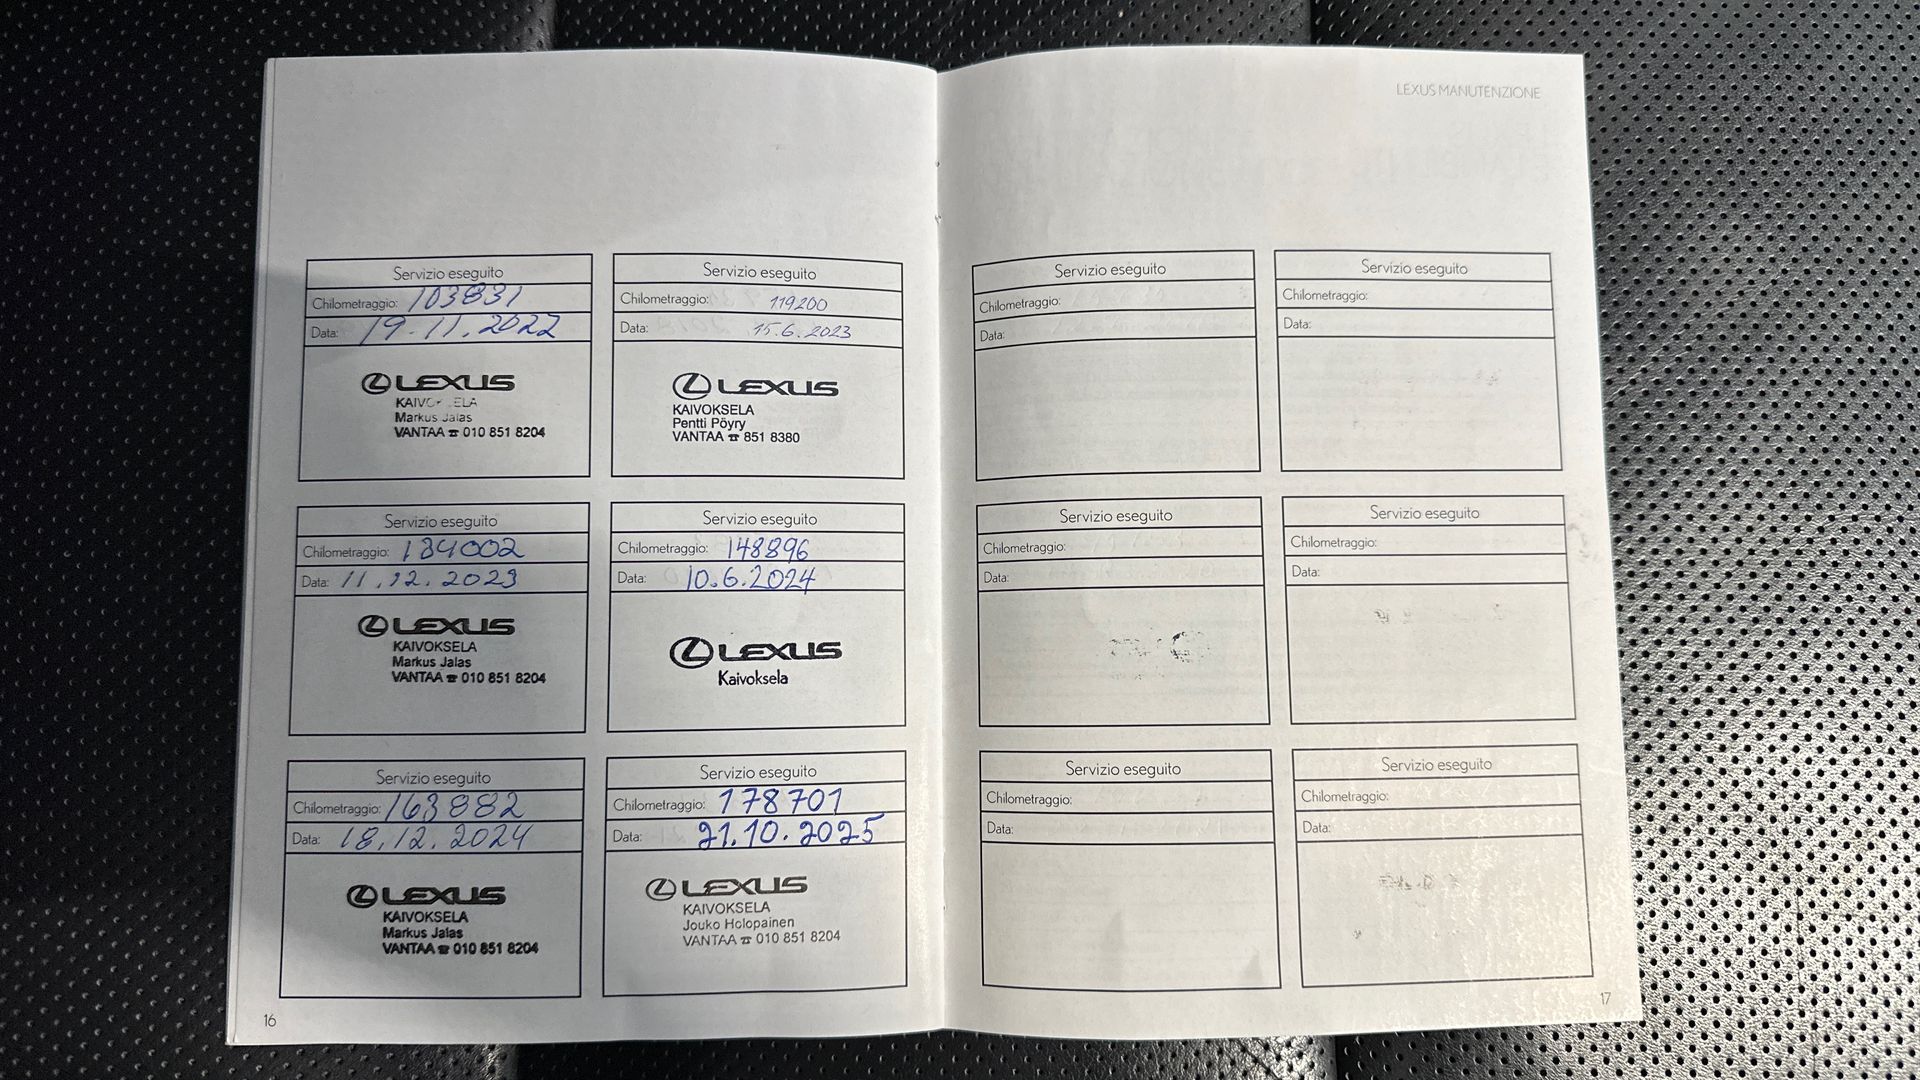 LEXUS MANUTENZIONE
Servizio eseguito
Chilometraggio: 103831
Data: 19.11.2022
LEXUS
Markus Jalas
VANTAA ☎ 010 851 8204
Servizio eseguito
Chilometraggio: 119200
Data: 15.6.2023
LEXUS
KAIVOKSELA
Pentti Pöyry
VANTAA ☎ 851 8380
Servizio eseguito
Chilometraggio: 134002
Data: 11.12.2023
LEXUS
KAIVOKSELA
Markus Jalas
VANTAA ☎ 010 851 8204
Servizio eseguito
Chilometraggio: 148896
Data: 10.6.2024
LEXUS
Kaivoksela
Servizio eseguito
Chilometraggio: 163882
Data: 18.12.2024
LEXUS
KAIVOKSELA
Markus Jalas
VANTAA ☎ 010 851 8204
Servizio eseguito
Chilometraggio: 178701
Data: 21.10.2025
LEXUS
KAIVOKSELA
Jouko Holopainen
VANTAA ☎ 010 851 8204
16
Servizio eseguito
Chilometraggio:
Data:
Servizio eseguito
Chilometraggio:
Data:
Servizio eseguito
Chilometraggio:
Data:
Servizio eseguito
Chilometraggio:
Data:
Servizio eseguito
Chilometraggio:
Data:
Servizio eseguito
Chilometraggio:
Data:
17